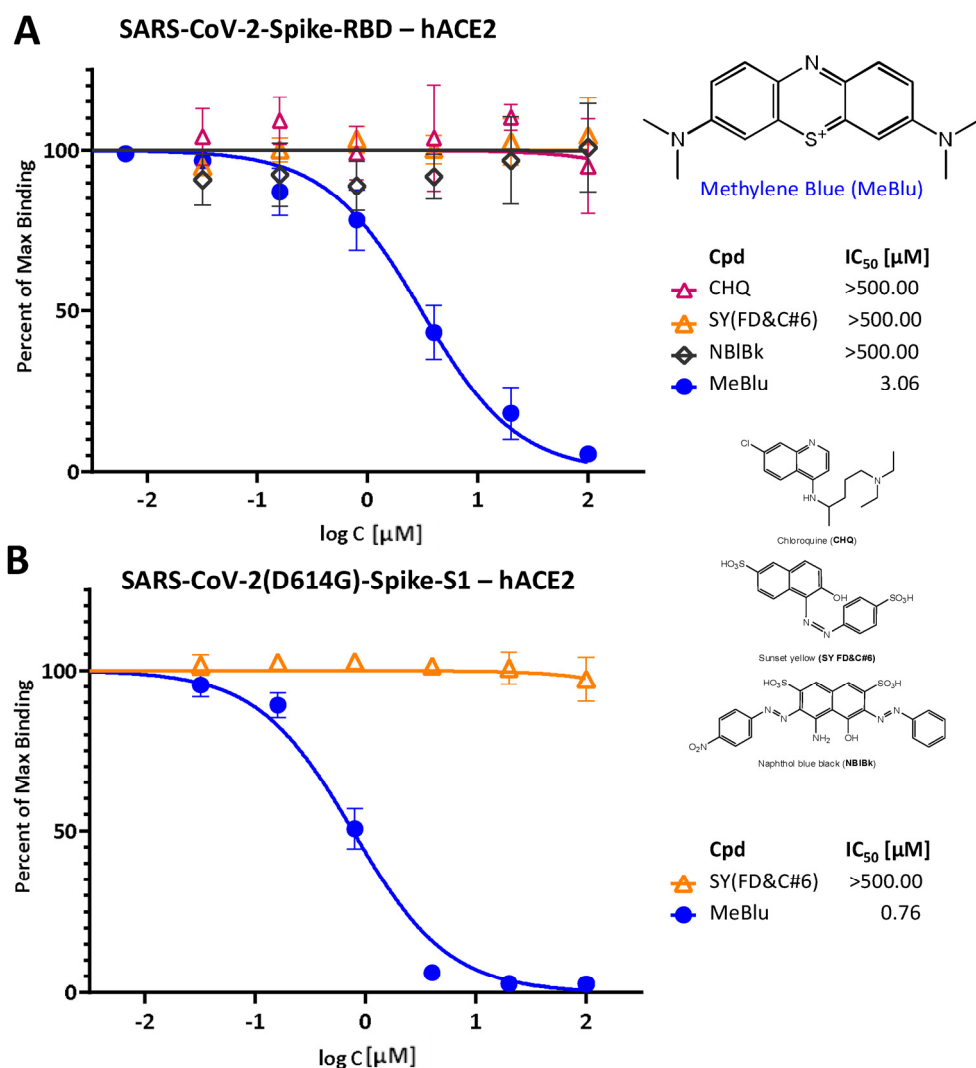 A
SARS-CoV-2-Spike-RBD – hACE2
Percent of Max Binding
100
50
0
-2 -1 0 1 2
log C [μM]
N
S+
N
N
Methylene Blue (MeBlu)
Cpd IC50 [μM]
CHQ >500.00
SY(FD&C#6) >500.00
NBlBk >500.00
MeBlu 3.06
Cl
N
HN
N
Chloroquine (CHQ)
HO3S
OH
SO3H
N
N
Sunset yellow (SY FD&C#6)
HO3S
SO3H
N
N
N
N
O2N
NH2
OH
Naphthol blue black (NBlBk)
B
SARS-CoV-2(D614G)-Spike-S1 – hACE2
Percent of Max Binding
100
50
0
-2 -1 0 1 2
log C [μM]
Cpd IC50 [μM]
SY(FD&C#6) >500.00
MeBlu 0.76